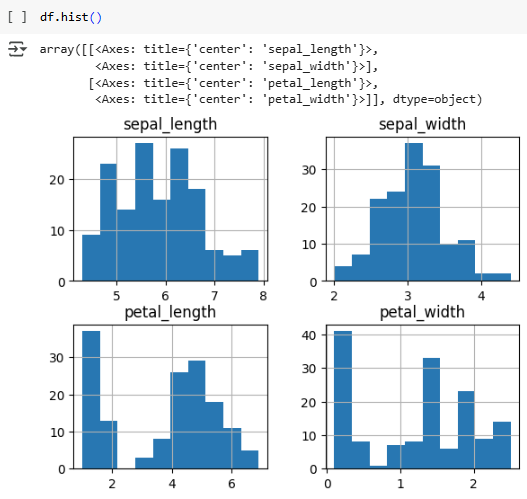 [ ] df.hist()
array([[<Axes: title={'center': 'sepal_length'}>,
<Axes: title={'center': 'sepal_width'}>],
[<Axes: title={'center': 'petal_length'}>,
<Axes: title={'center': 'petal_width'}>]], dtype=object)
sepal_length sepal_width
20
10
0
5 6 7 8
30
20
10
0
2 3 4
petal_length petal_width
30
20
10
0
2 4 6
40
30
20
10
0
0 1 2